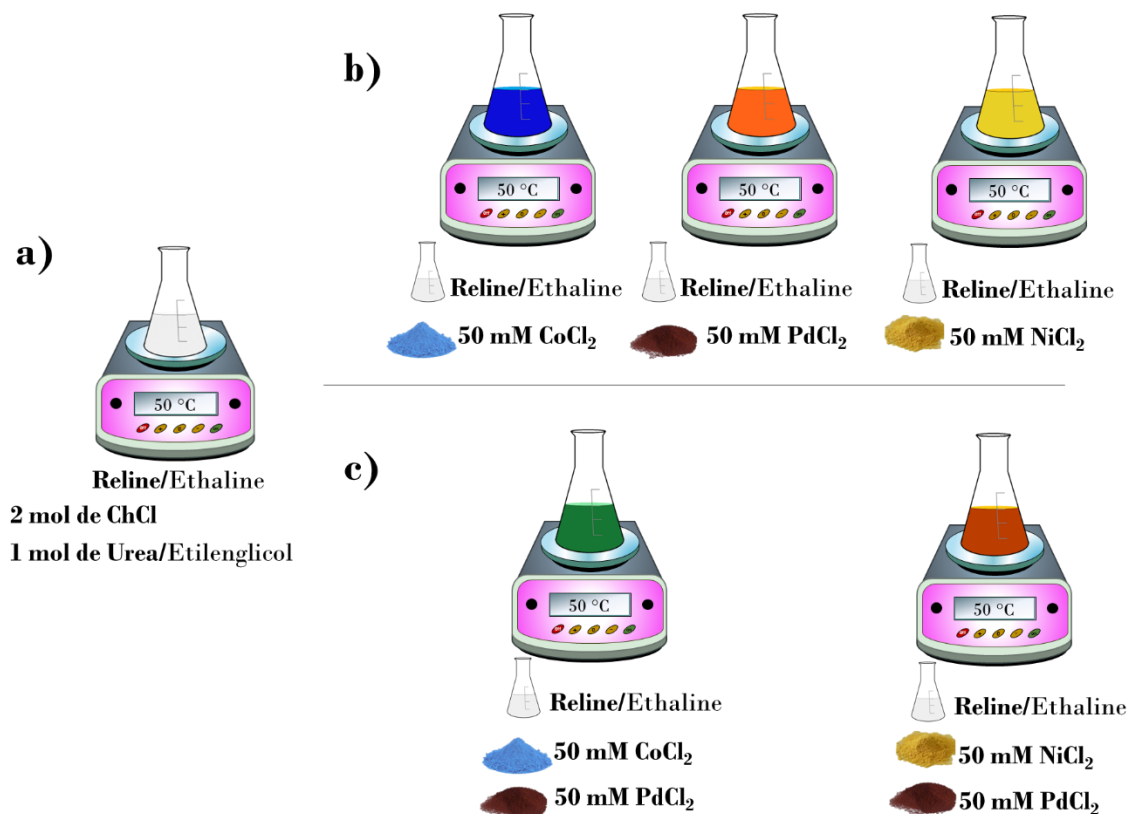 b)
50 °C
50 °C
50 °C
Reline/Ethaline
Reline/Ethaline
Reline/Ethaline
50 mM CoCl₂
50 mM PdCl₂
50 mM NiCl₂
a)
50 °C
Reline/Ethaline
2 mol de ChCl
1 mol de Urea/Etilenglicol
c)
50 °C
50 °C
Reline/Ethaline
Reline/Ethaline
50 mM CoCl₂
50 mM NiCl₂
50 mM PdCl₂
50 mM PdCl₂